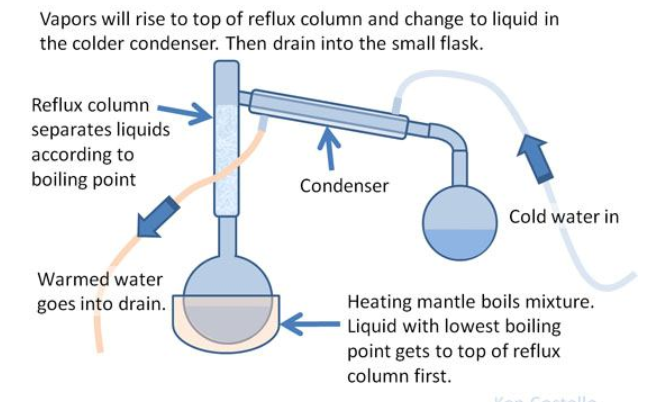 Vapors will rise to top of reflux column and change to liquid in
the colder condenser. Then drain into the small flask.
Reflux column
separates liquids
according to
boiling point
Condenser
Cold water in
Warmed water
goes into drain.
Heating mantle boils mixture.
Liquid with lowest boiling
point gets to top of reflux
column first.